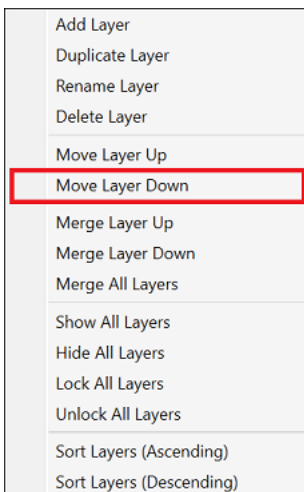 Add Layer
Duplicate Layer
Rename Layer
Delete Layer
Move Layer Up
Move Layer Down
Merge Layer Up
Merge Layer Down
Merge All Layers
Show All Layers
Hide All Layers
Lock All Layers
Unlock All Layers
Sort Layers (Ascending)
Sort Layers (Descending)